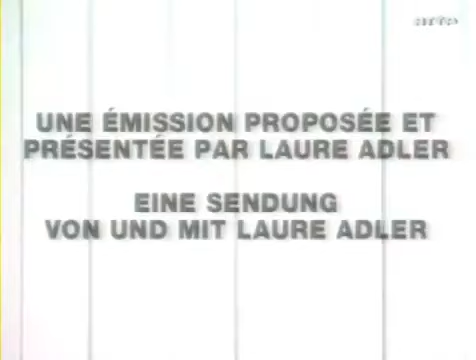 UNE ÉMISSION PROPOSÉE ET
PRÉSENTÉE PAR LAURE ADLER
EINE SENDUNG
VON UND MIT LAURE ADLER